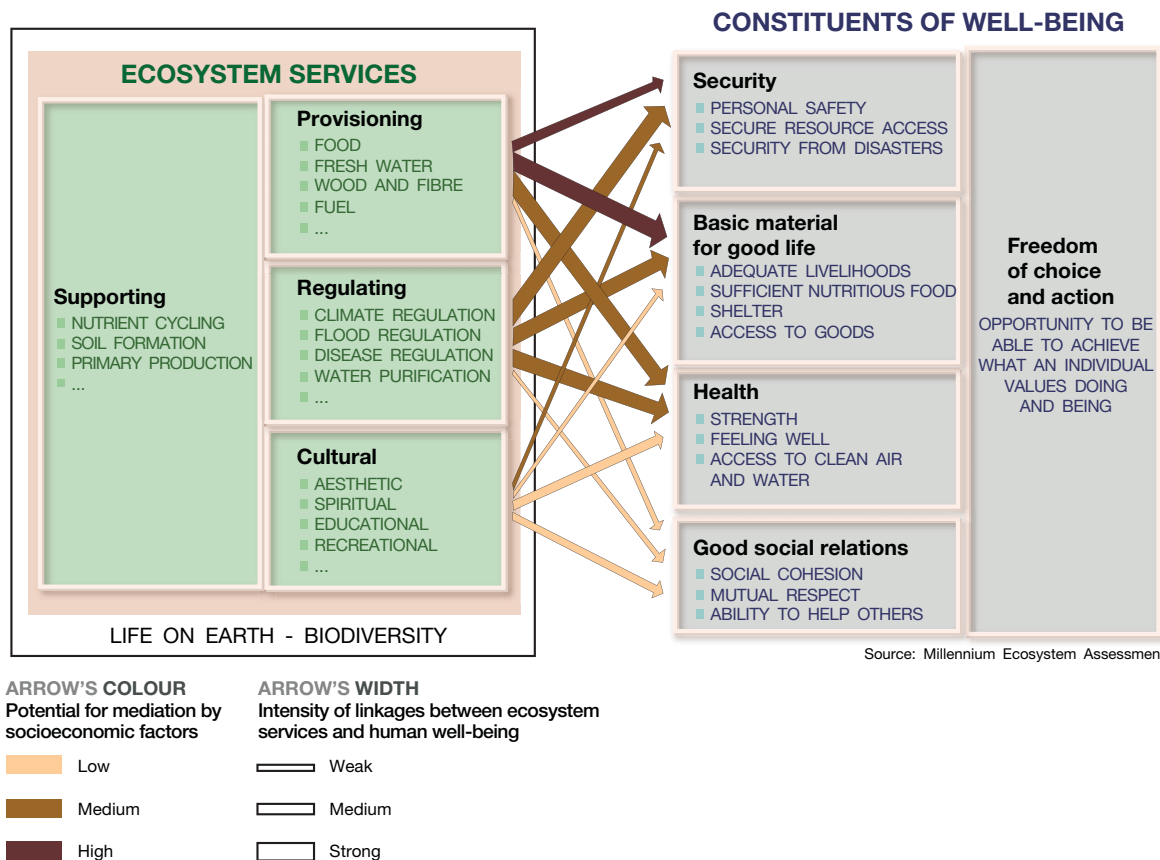 CONSTITUENTS OF WELL-BEING
ECOSYSTEM SERVICES
Supporting
NUTRIENT CYCLING
SOIL FORMATION
PRIMARY PRODUCTION
...
Provisioning
FOOD
FRESH WATER
WOOD AND FIBRE
FUEL
...
Regulating
CLIMATE REGULATION
FLOOD REGULATION
DISEASE REGULATION
WATER PURIFICATION
...
Cultural
AESTHETIC
SPIRITUAL
EDUCATIONAL
RECREATIONAL
...
LIFE ON EARTH - BIODIVERSITY
Security
PERSONAL SAFETY
SECURE RESOURCE ACCESS
SECURITY FROM DISASTERS
Basic material
for good life
ADEQUATE LIVELIHOODS
SUFFICIENT NUTRITIOUS FOOD
SHELTER
ACCESS TO GOODS
Health
STRENGTH
FEELING WELL
ACCESS TO CLEAN AIR
AND WATER
Good social relations
SOCIAL COHESION
MUTUAL RESPECT
ABILITY TO HELP OTHERS
Freedom
of choice
and action
OPPORTUNITY TO BE
ABLE TO ACHIEVE
WHAT AN INDIVIDUAL
VALUES DOING
AND BEING
Source: Millennium Ecosystem Assessmen
ARROW'S COLOUR
Potential for mediation by
socioeconomic factors
Low
Medium
High
ARROW'S WIDTH
Intensity of linkages between ecosystem
services and human well-being
Weak
Medium
Strong